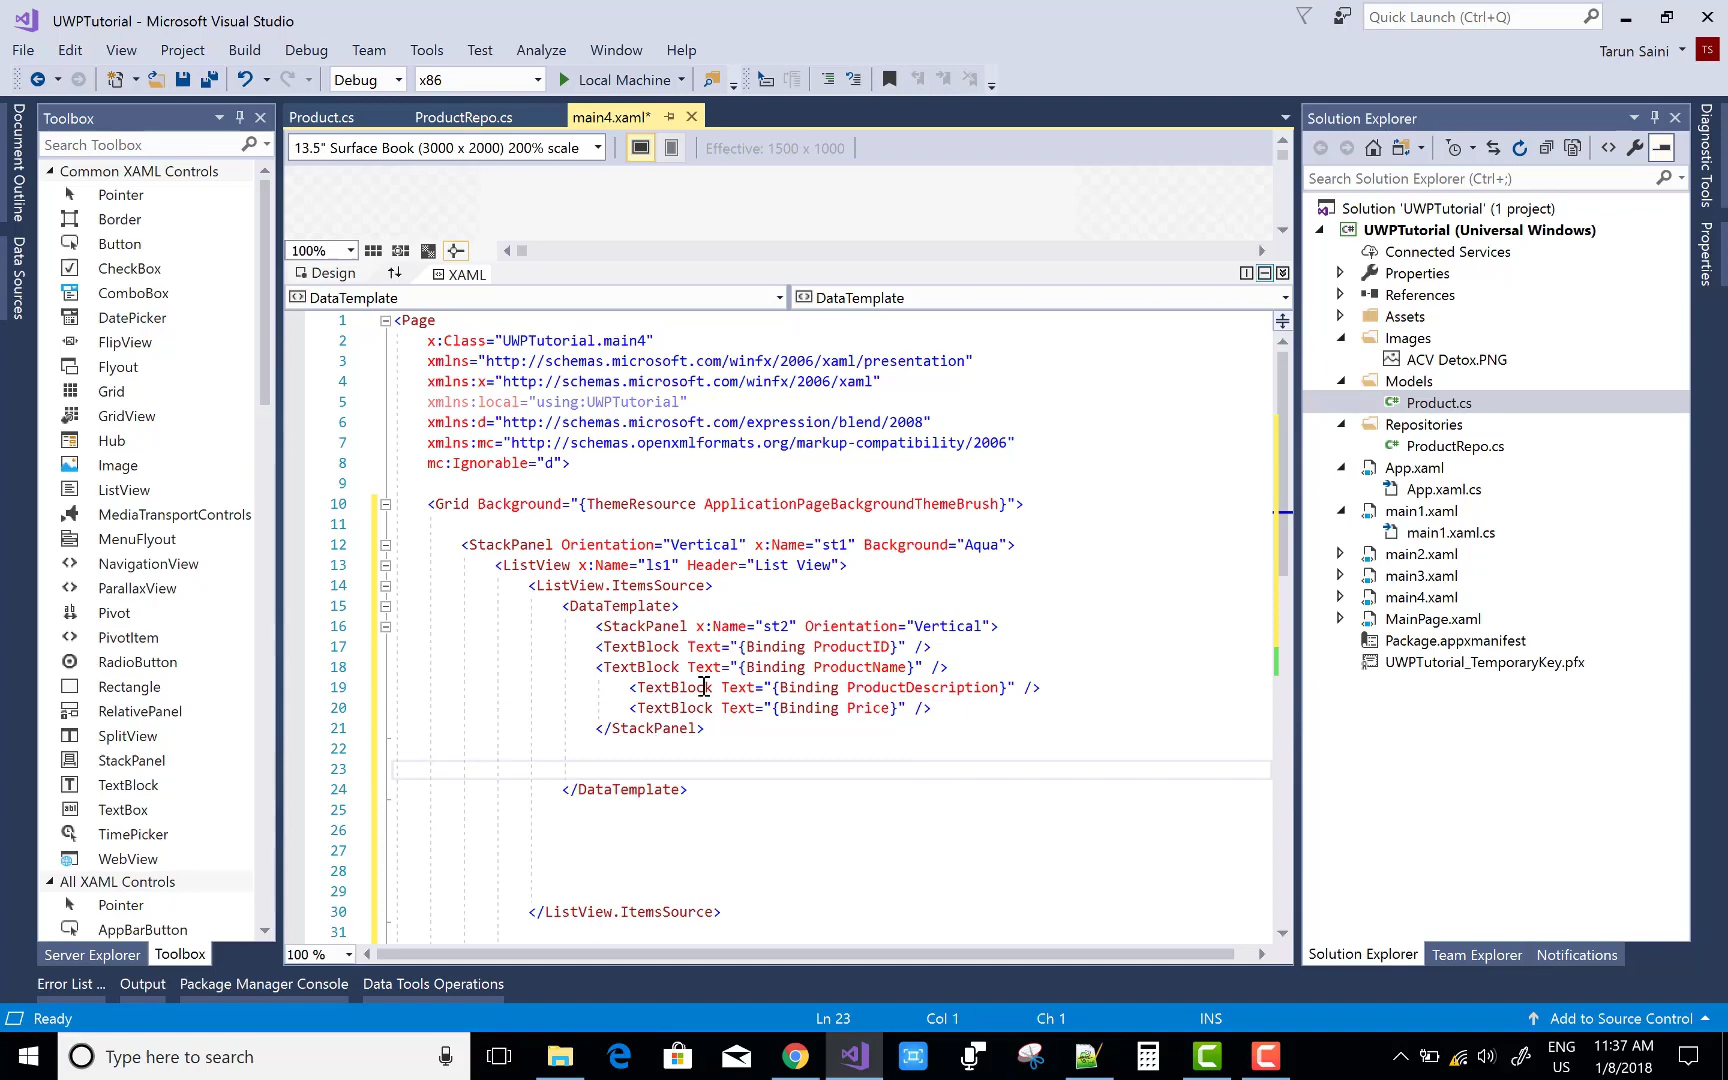 UWPTutorial - Microsoft Visual Studio
Quick Launch (Ctrl+Q)
File Edit View Project Build Debug Team Tools Test Analyze Window Help
Tarun Saini TS
Debug x86 Local Machine
Document Outline
Data Sources
Toolbox
Search Toolbox
Common XAML Controls
Pointer
Border
Button
CheckBox
ComboBox
DatePicker
FlipView
Flyout
Grid
GridView
Hub
Image
ListView
MediaTransportControls
MenuFlyout
NavigationView
ParallaxView
Pivot
PivotItem
RadioButton
Rectangle
RelativePanel
SplitView
StackPanel
TextBlock
TextBox
TimePicker
WebView
All XAML Controls
Pointer
AppBarButton
Server Explorer Toolbox
Product.cs ProductRepo.cs main4.xaml*
13.5" Surface Book (3000 x 2000) 200% scale Effective: 1500 x 1000
100%
Design XAML
DataTemplate DataTemplate
1 <Page
2 x:Class="UWPTutorial.main4"
3 xmlns="http://schemas.microsoft.com/winfx/2006/xaml/presentation"
4 xmlns:x="http://schemas.microsoft.com/winfx/2006/xaml"
5 xmlns:local="using:UWPTutorial"
6 xmlns:d="http://schemas.microsoft.com/expression/blend/2008"
7 xmlns:mc="http://schemas.openxmlformats.org/markup-compatibility/2006"
8 mc:Ignorable="d">
9
10 <Grid Background="{ThemeResource ApplicationPageBackgroundThemeBrush}">
11
12 <StackPanel Orientation="Vertical" x:Name="st1" Background="Aqua">
13 <ListView x:Name="ls1" Header="List View">
14 <ListView.ItemsSource>
15 <DataTemplate>
16 <StackPanel x:Name="st2" Orientation="Vertical">
17 <TextBlock Text="{Binding ProductID}" />
18 <TextBlock Text="{Binding ProductName}" />
19 <TextBlock Text="{Binding ProductDescription}" />
20 <TextBlock Text="{Binding Price}" />
21 </StackPanel>
22
23
24 </DataTemplate>
25
26
27
28
29
30 </ListView.ItemsSource>
31
100 %
Solution Explorer
Search Solution Explorer (Ctrl+;)
Solution 'UWPTutorial' (1 project)
UWPTutorial (Universal Windows)
Connected Services
Properties
References
Assets
Images
ACV Detox.PNG
Models
Product.cs
Repositories
ProductRepo.cs
App.xaml
App.xaml.cs
main1.xaml
main1.xaml.cs
main2.xaml
main3.xaml
main4.xaml
MainPage.xaml
Package.appxmanifest
UWPTutorial_TemporaryKey.pfx
Solution Explorer Team Explorer Notifications
Diagnostic Tools
Properties
Error List ... Output Package Manager Console Data Tools Operations
Ready Ln 23 Col 1 Ch 1 INS Add to Source Control
Type here to search
ENG
US
11:37 AM
1/8/2018